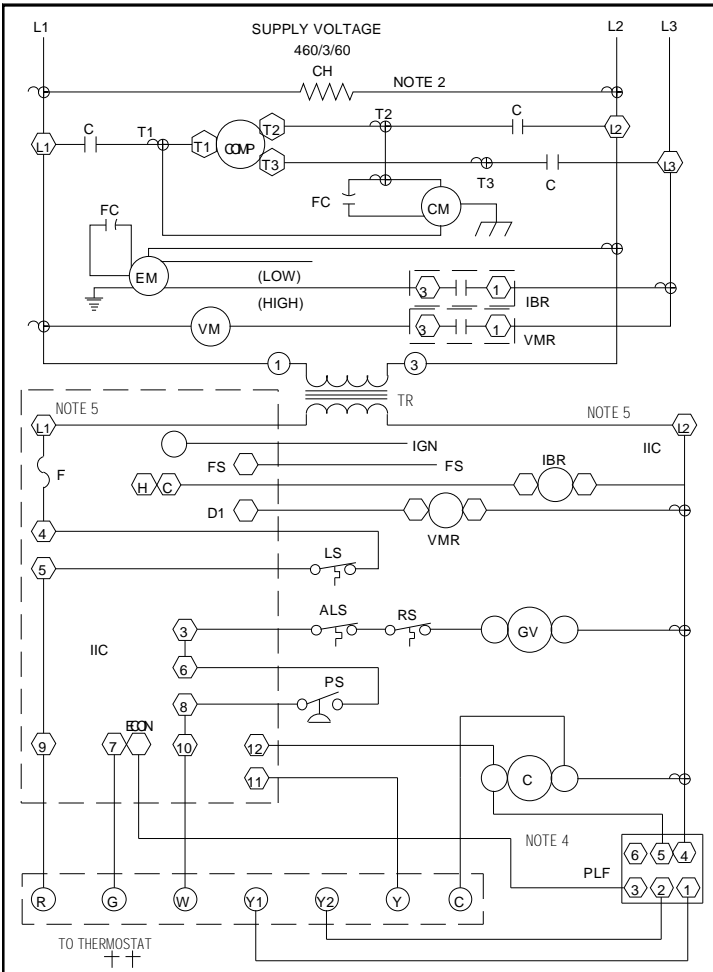 L1
SUPPLY VOLTAGE
L2
L3
460/3/60
CH
NOTE 2
C
T1
T1
COMP
T2
T3
T2
C
L1
L2
L3
T3
C
FC
CM
FC
EM
(LOW)
(HIGH)
3
1
IBR
VM
3
1
VMR
1
3
TR
NOTE 5
NOTE 5
L1
L2
IIC
IGN
F
FS
FS
IBR
H
C
D1
VMR
4
5
LS
ALS
RS
3
GV
IIC
6
PS
8
ECON
9
7
10
12
11
C
NOTE 4
6
5
4
PLF
3
2
1
R
G
W
Y1
Y2
Y
C
TO THERMOSTAT